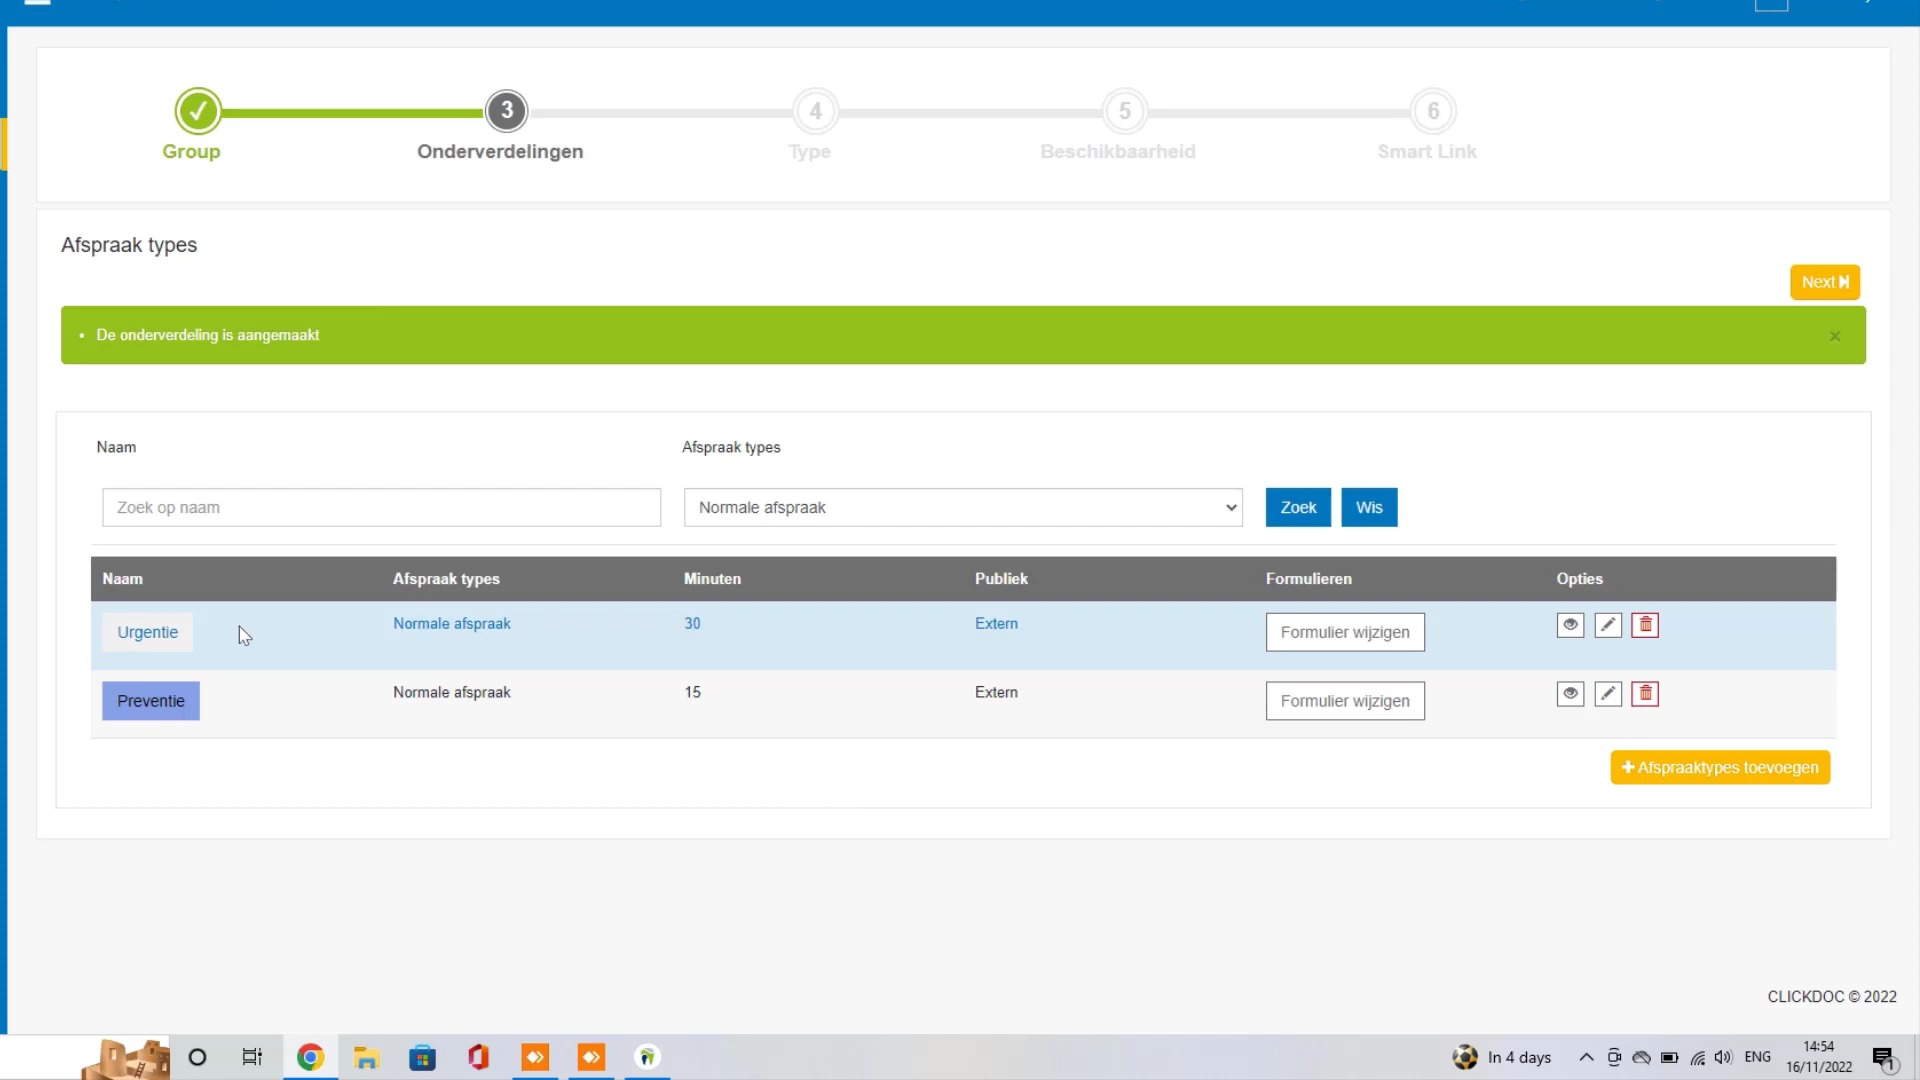 3
4
5
6
Group
Onderverdelingen
Type
Beschikbaarheid
Smart Link
Afspraak types
Next
De onderverdeling is aangemaakt
×
Naam
Afspraak types
Zoek op naam
Normale afspraak
Zoek
Wis
Naam
Afspraak types
Minuten
Publiek
Formulieren
Opties
Urgentie
Normale afspraak
30
Extern
Formulier wijzigen
Preventie
Normale afspraak
15
Extern
Formulier wijzigen
+ Afspraaktypes toevoegen
CLICKDOC © 2022
In 4 days
ENG
14:54
16/11/2022
1